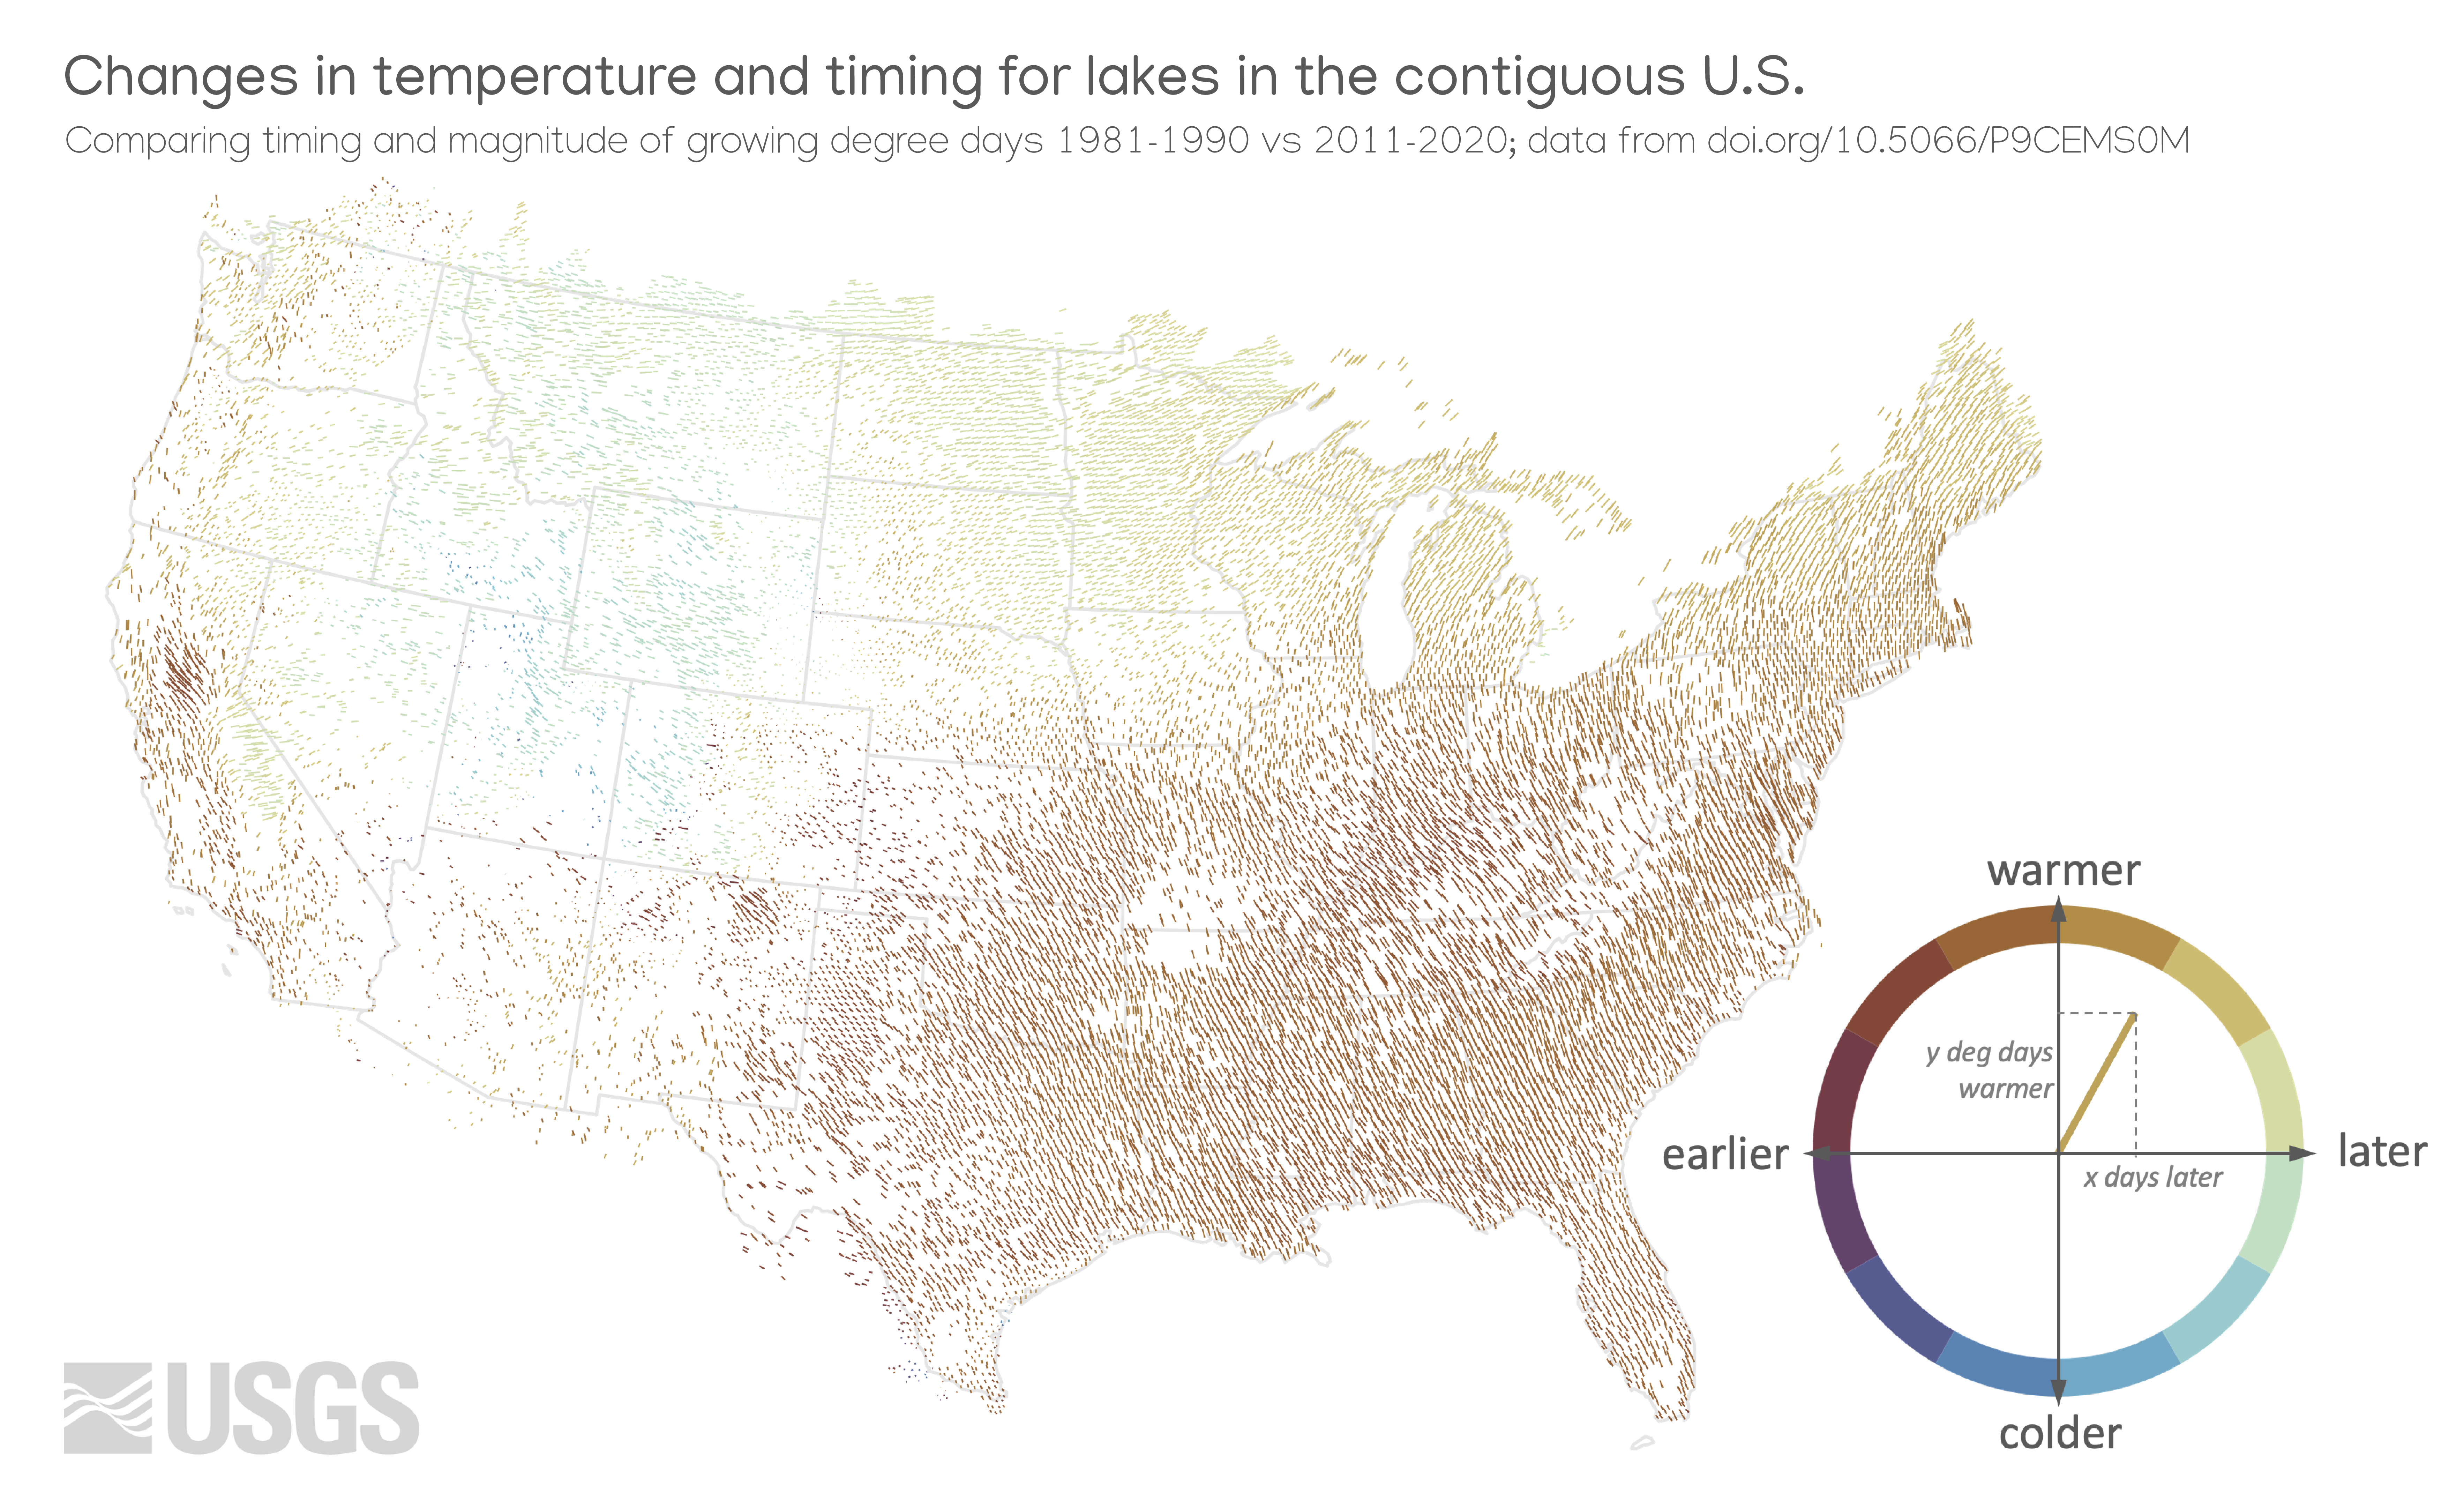 Changes in temperature and timing for lakes in the contiguous U.S.
Comparing timing and magnitude of growing degree days 1981-1990 vs 2011-2020; data from doi.org/10.5066/P9CEMS0M
warmer
y deg days
warmer
earlier
later
x days later
colder
USGS